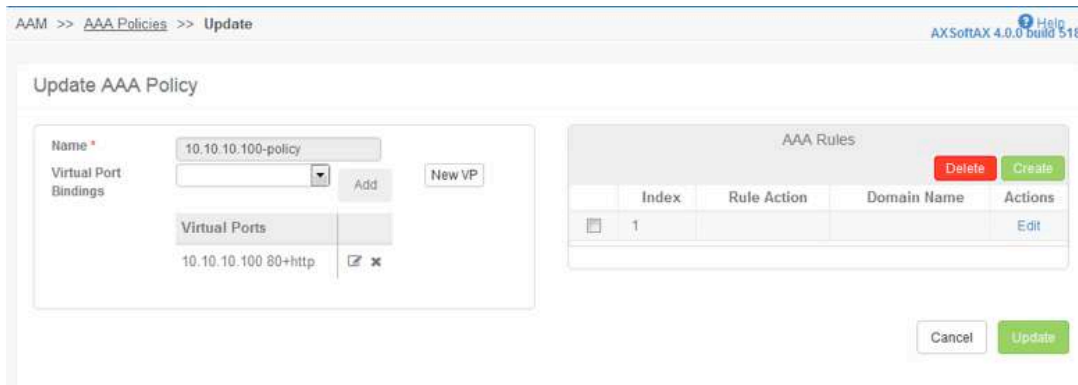 AAM >> AAA Policies >> Update
Help
AXSoftAX 4.0.0 build 518
Update AAA Policy
Name *
10.10.10.100-policy
Virtual Port Bindings
Add
New VP
Virtual Ports
10.10.10.100 80+http
AAA Rules
Delete
Create
Index
Rule Action
Domain Name
Actions
1
Edit
Cancel
Update